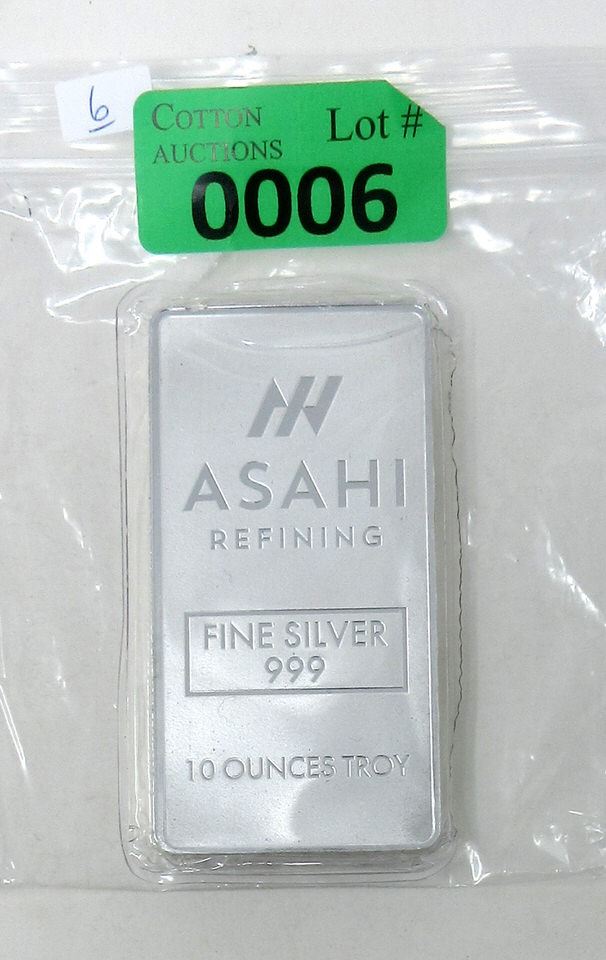 6
COTTON
AUCTIONS
Lot #
0006
ASAHI
REFINING
FINE SILVER
999
10 OUNCES TROY